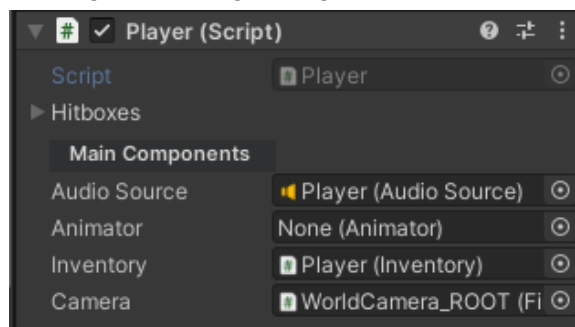 # Player (Script)
Script Player
Hitboxes
Main Components
Audio Source Player (Audio Source)
Animator None (Animator)
Inventory Player (Inventory)
Camera WorldCamera_ROOT (Fi